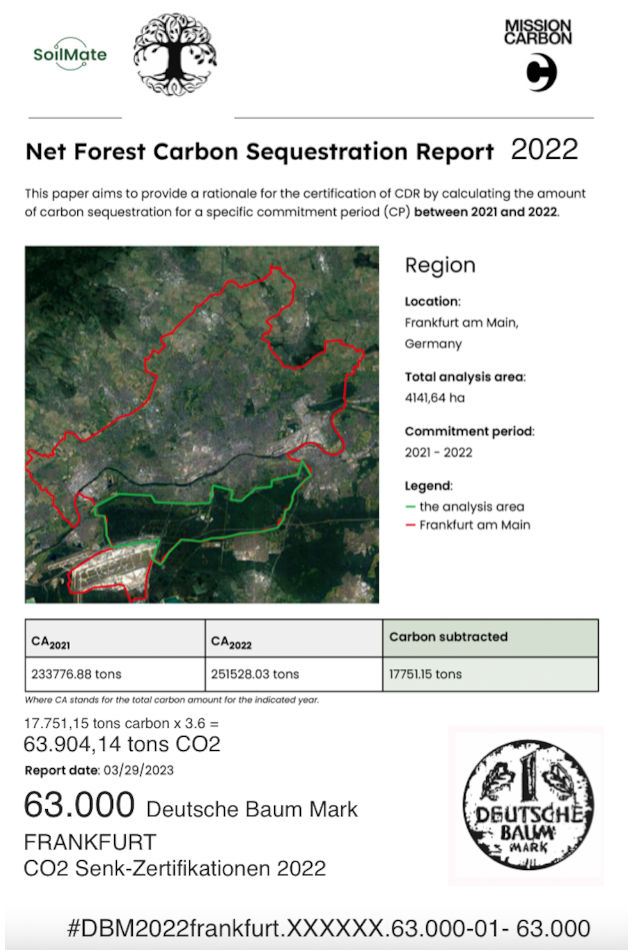 SoilMate
MISSION
CARBON
Net Forest Carbon Sequestration Report 2022
This paper aims to provide a rationale for the certification of CDR by calculating the amount
of carbon sequestration for a specific commitment period (CP) between 2021 and 2022.
Region
Location:
Frankfurt am Main,
Germany
Total analysis area:
4141,64 ha
Commitment period:
2021 - 2022
Legend:
the analysis area
Frankfurt am Main
CA2021 CA2022 Carbon subtracted
233776.88 tons 251528.03 tons 17751.15 tons
Where CA stands for the total carbon amount for the indicated year.
17.751,15 tons carbon x 3.6 =
63.904,14 tons CO2
Report date: 03/29/2023
63.000 Deutsche Baum Mark
FRANKFURT
CO2 Senk-Zertifikationen 2022
1
DEUTSCHE
BAUM
MARK
#DBM2022frankfurt.XXXXXX.63.000-01- 63.000